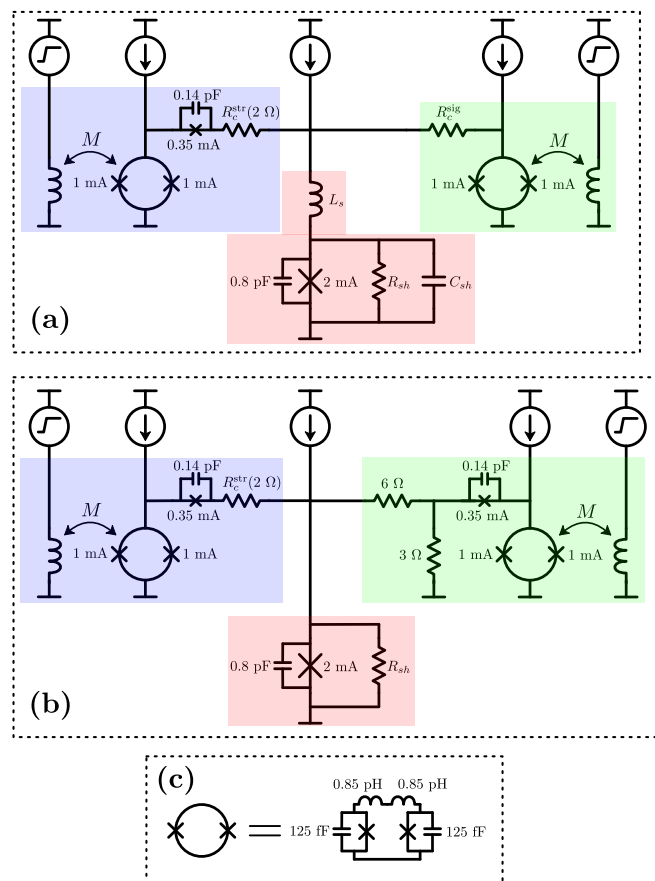 0.14 pF
R_c^str(2 Ω)
R_c^sig
M
0.35 mA
M
1 mA
1 mA
1 mA
1 mA
L_s
0.8 pF
2 mA
R_sh
C_sh
(a)
0.14 pF
R_c^str(2 Ω)
6 Ω
0.14 pF
M
0.35 mA
0.35 mA
M
1 mA
1 mA
3 Ω
1 mA
1 mA
0.8 pF
2 mA
R_sh
(b)
(c)
0.85 pH
0.85 pH
125 fF
125 fF